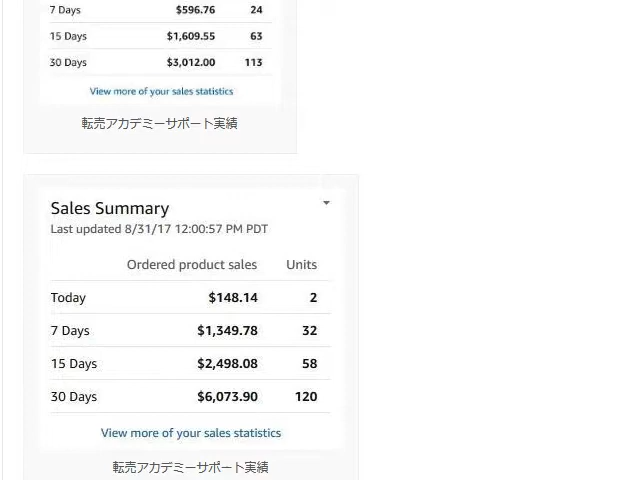 7 Days $596.76 24
15 Days $1,609.55 63
30 Days $3,012.00 113
View more of your sales statistics
転売アカデミーサポート実績
Sales Summary
Last updated 8/31/17 12:00:57 PM PDT
Ordered product sales Units
Today $148.14 2
7 Days $1,349.78 32
15 Days $2,498.08 58
30 Days $6,073.90 120
View more of your sales statistics
転売アカデミーサポート実績